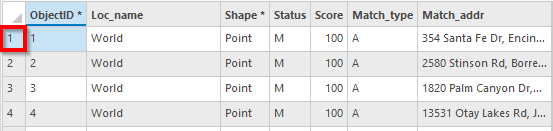 ObjectID * Loc_name Shape * Status Score Match_type Match_addr
1 1 World Point M 100 A 354 Santa Fe Dr, Encin...
2 2 World Point M 100 A 2580 Stinson Rd, Borre...
3 3 World Point M 100 A 1820 Palm Canyon Dr,...
4 4 World Point M 100 A 13531 Otay Lakes Rd, J...